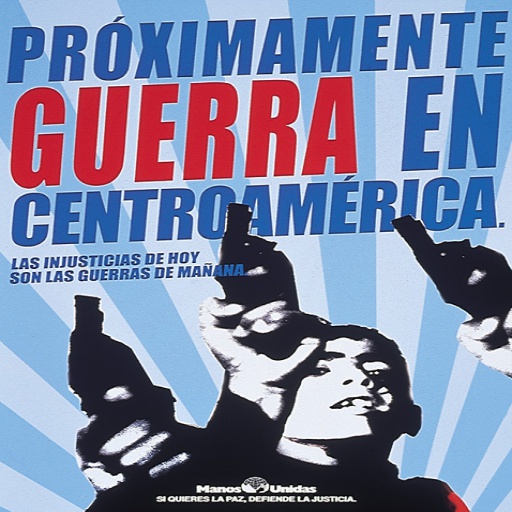 PRÓXIMAMENTE
GUERRA EN
CENTROAMÉRICA.
LAS INJUSTICIAS DE HOY
SON LAS GUERRAS DE MAÑANA.
Manos Unidas
SI QUIERES LA PAZ, DEFIENDE LA JUSTICIA.